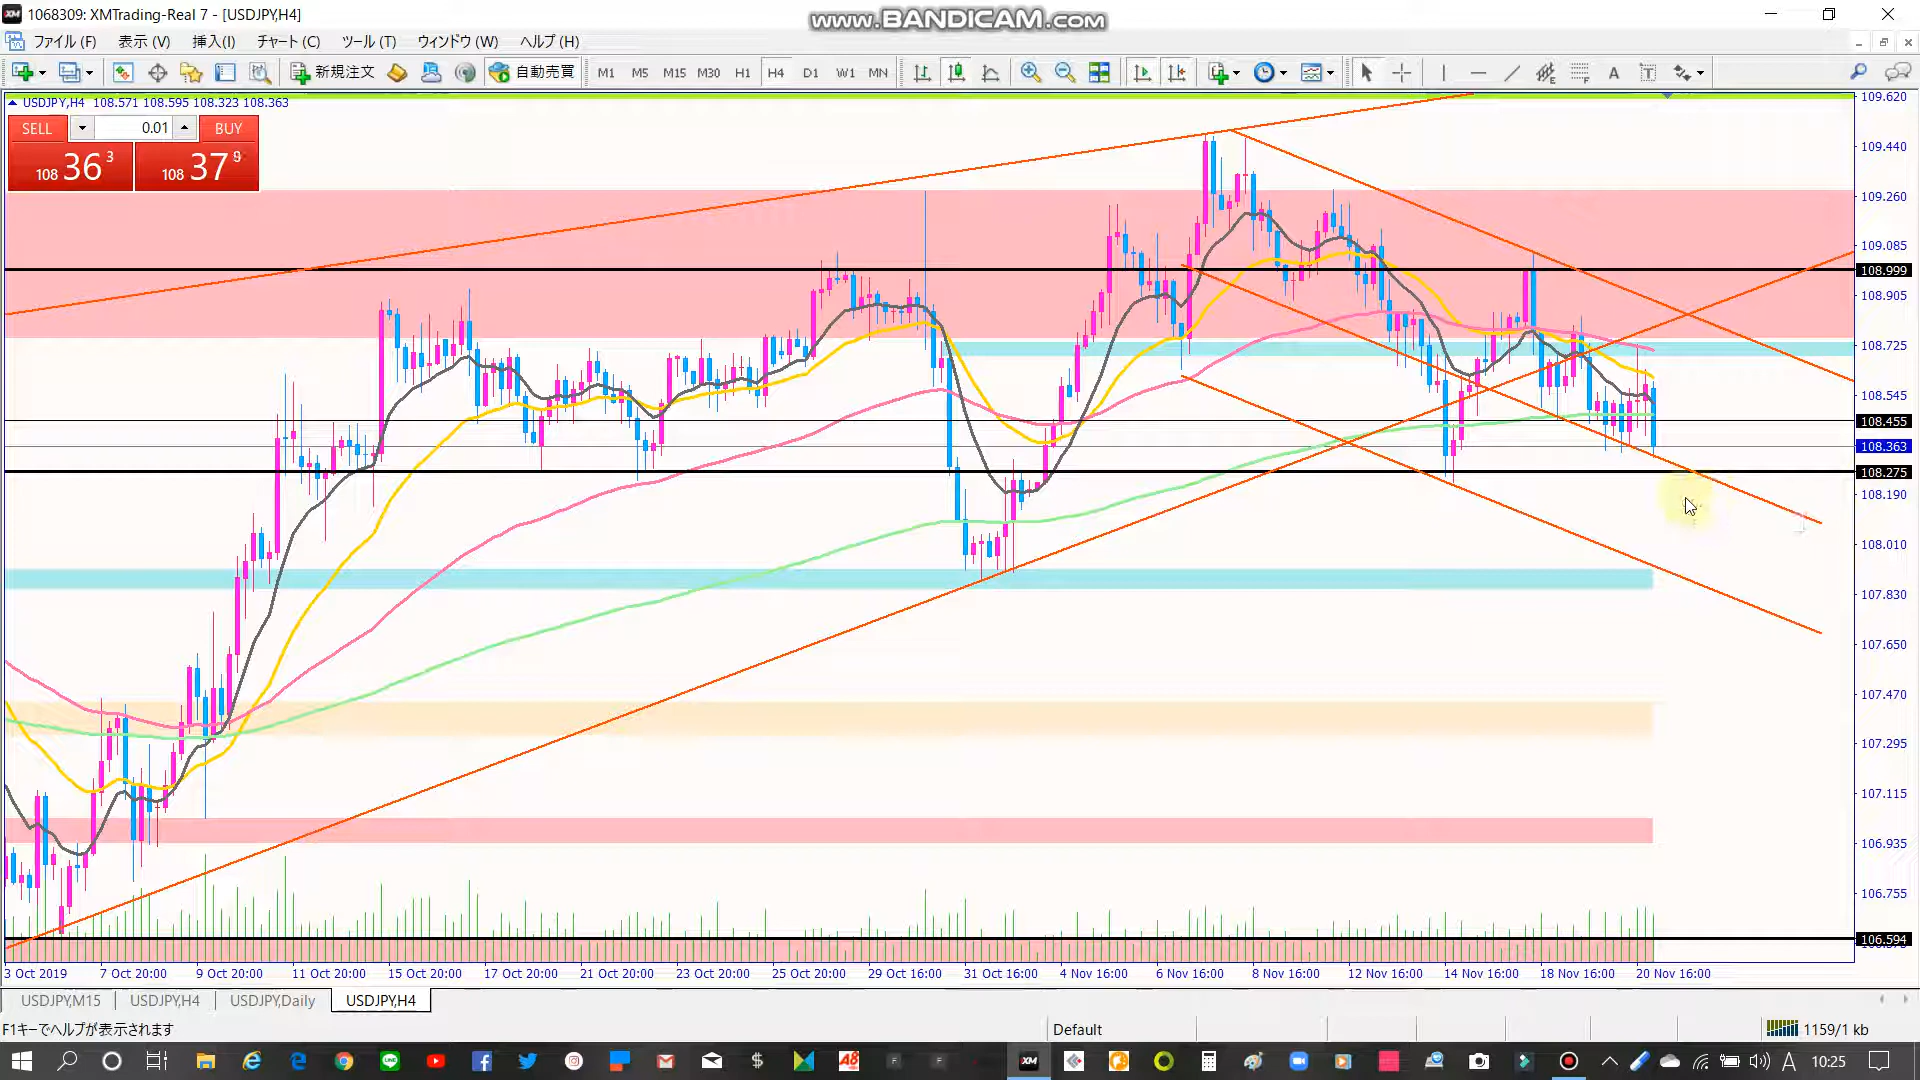 1068309: XMTrading-Real 7 - [USDJPY,H4]
www.BANDICAM.com
ファイル (F) 表示 (V) 挿入(I) チャート (C) ツール (T) ウィンドウ (W) ヘルプ (H)
新規注文 自動売買 M1 M5 M15 M30 H1 H4 D1 W1 MN
USDJPY,H4 108.571 108.595 108.323 108.363
SELL 0.01 BUY
108 36 3 108 37 9
109.620
109.440
109.260
109.085
108.999
108.905
108.725
108.545
108.455
108.363
108.275
108.190
108.010
107.830
107.650
107.470
107.295
107.115
106.935
106.755
106.594
3 Oct 2019 7 Oct 20:00 9 Oct 20:00 11 Oct 20:00 15 Oct 20:00 17 Oct 20:00 21 Oct 20:00 23 Oct 20:00 25 Oct 20:00 29 Oct 16:00 31 Oct 16:00 4 Nov 16:00 6 Nov 16:00 8 Nov 16:00 12 Nov 16:00 14 Nov 16:00 18 Nov 16:00 20 Nov 16:00
USDJPY,M15 USDJPY,H4 USDJPY,Daily USDJPY,H4
F1キーでヘルプが表示されます Default 1159/1 kb
10:25